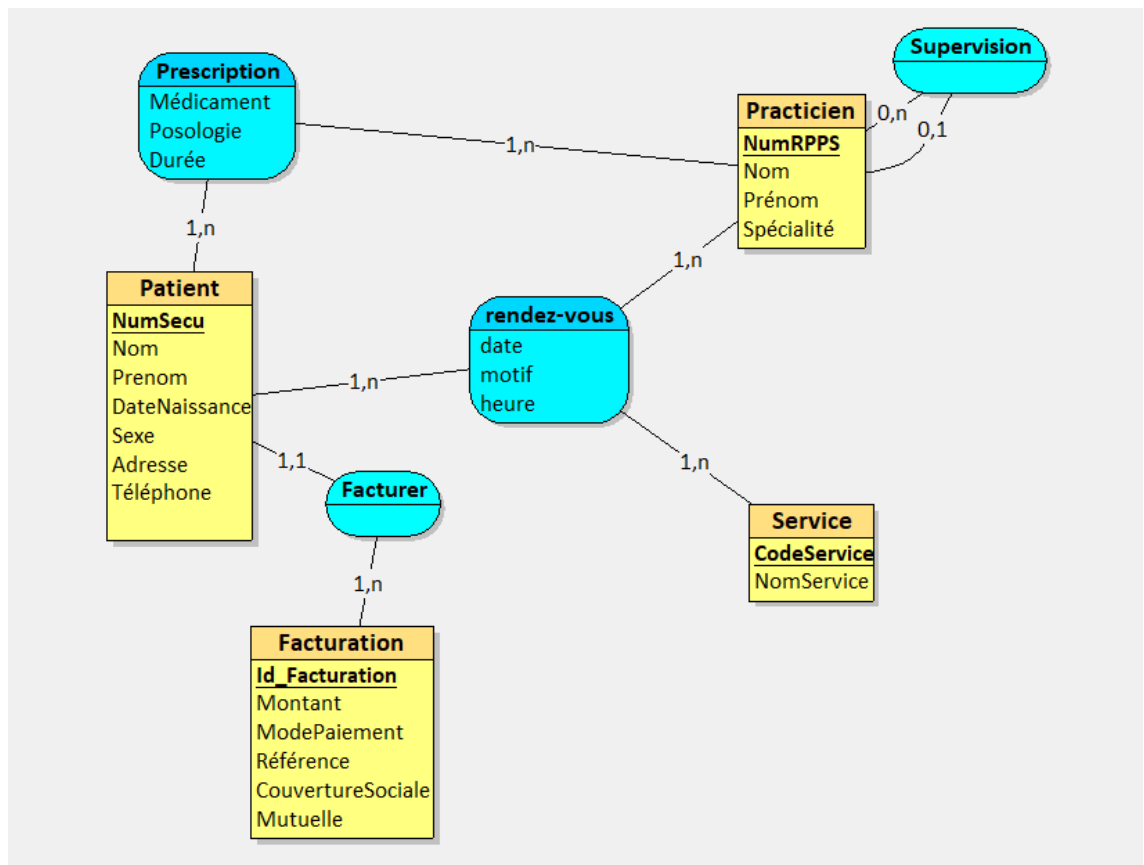 Supervision
Prescription
Médicament
Posologie
Durée
Practicien
NumRPPS
Nom
Prénom
Spécialité
0,n
0,1
1,n
1,n
1,n
Patient
NumSecu
Nom
Prenom
DateNaissance
Sexe
Adresse
Téléphone
rendez-vous
date
motif
heure
1,n
1,1
1,n
Facturer
Service
CodeService
NomService
1,n
Facturation
Id_Facturation
Montant
ModePaiement
Référence
CouvertureSociale
Mutuelle